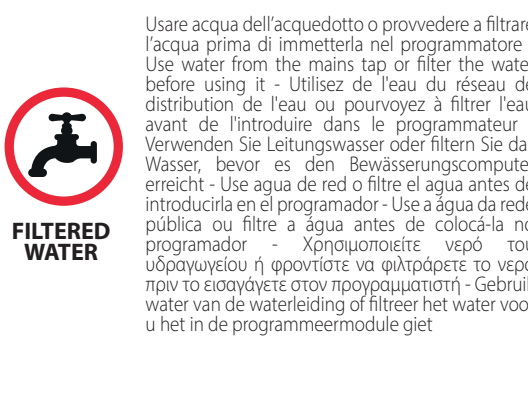 Usare acqua dell'acquedotto o provvedere a filtrare
l'acqua prima di immetterla nel programmatore
Use water from the mains tap or filter the wate
before using it - Utilisez de l'eau du réseau de
distribution de l'eau ou pourvoyez à filtrer l'eau
avant de l'introduire dans le programmateur
Verwenden Sie Leitungswasser oder filtern Sie da
Wasser, bevor es den Bewässerungscompute
erreicht - Use agua de red o filtre el agua antes de
introducirla en el programador - Use a água da rede
pública ou filtre a água antes de colocá-la no
programador - Χρησιμοποιείτε νερό του
υδραγωγείου ή φροντίστε να φιλτράρετε το νερό
πριν το εισαγάγετε στον προγραμματιστή - Gebruik
water van de waterleiding of filtreer het water voo
u het in de programmeermodule giet
FILTERED
WATER